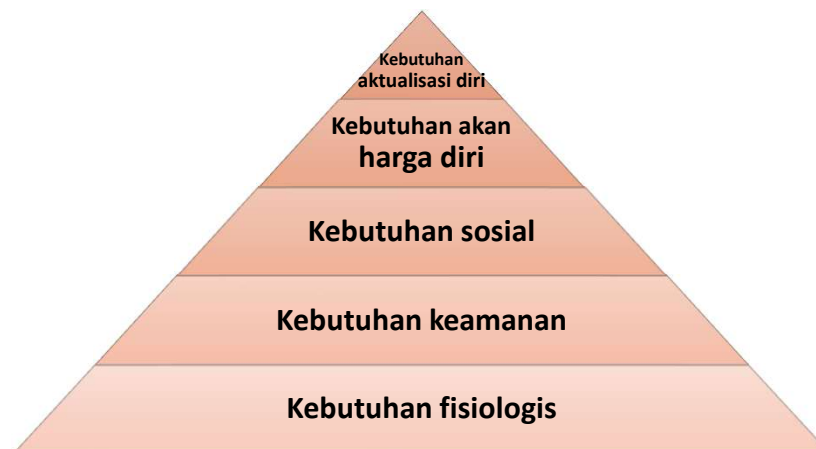 Kebutuhan
aktualisasi diri
Kebutuhan akan
harga diri
Kebutuhan sosial
Kebutuhan keamanan
Kebutuhan fisiologis